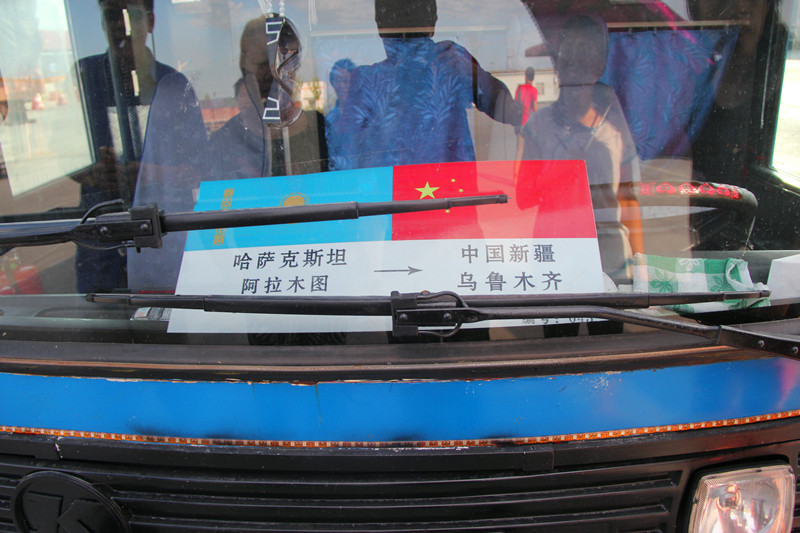 哈萨克斯坦 → 中国新疆
阿拉木图 乌鲁木齐